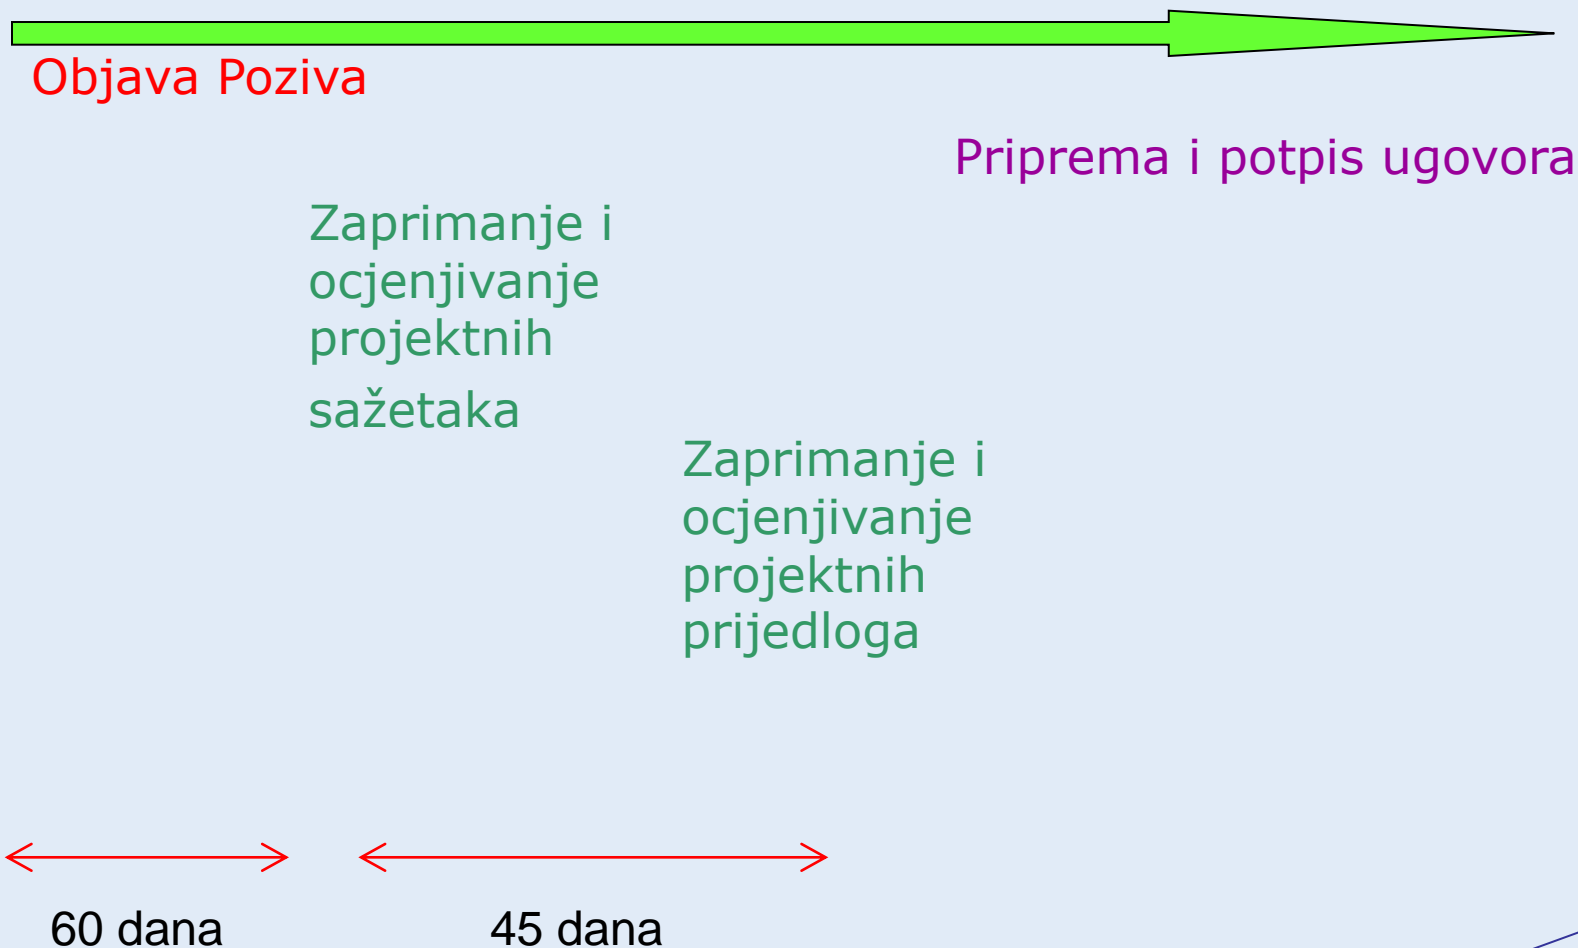 Objava Poziva
Priprema i potpis ugovora
Zaprimanje i
ocjenjivanje
projektnih
sažetaka
Zaprimanje i
ocjenjivanje
projektnih
prijedloga
60 dana
45 dana